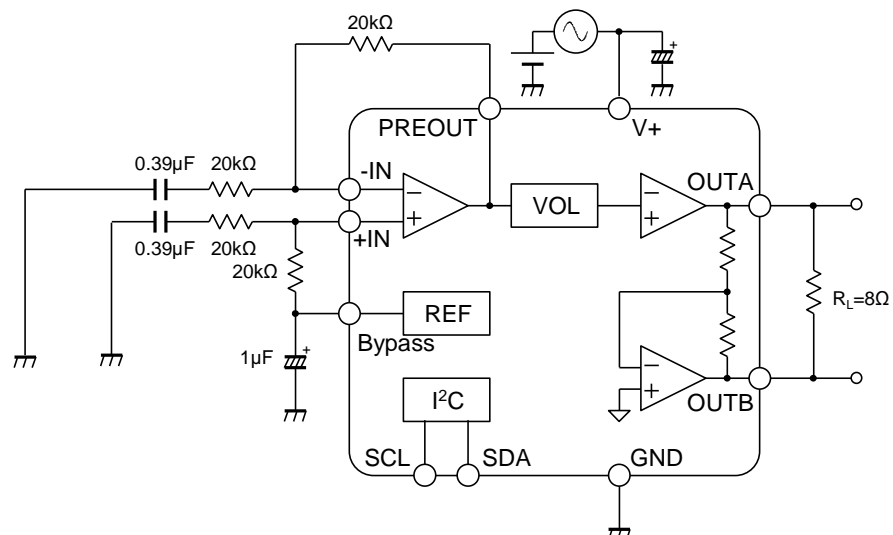 20kΩ
+
PREOUT
V+
0.39µF
20kΩ
-IN
+IN
0.39µF
20kΩ
20kΩ
−
+
VOL
−
+
OUTA
REF
Bypass
1µF
+
R_L=8Ω
−
+
OUTB
I²C
SCL
SDA
GND